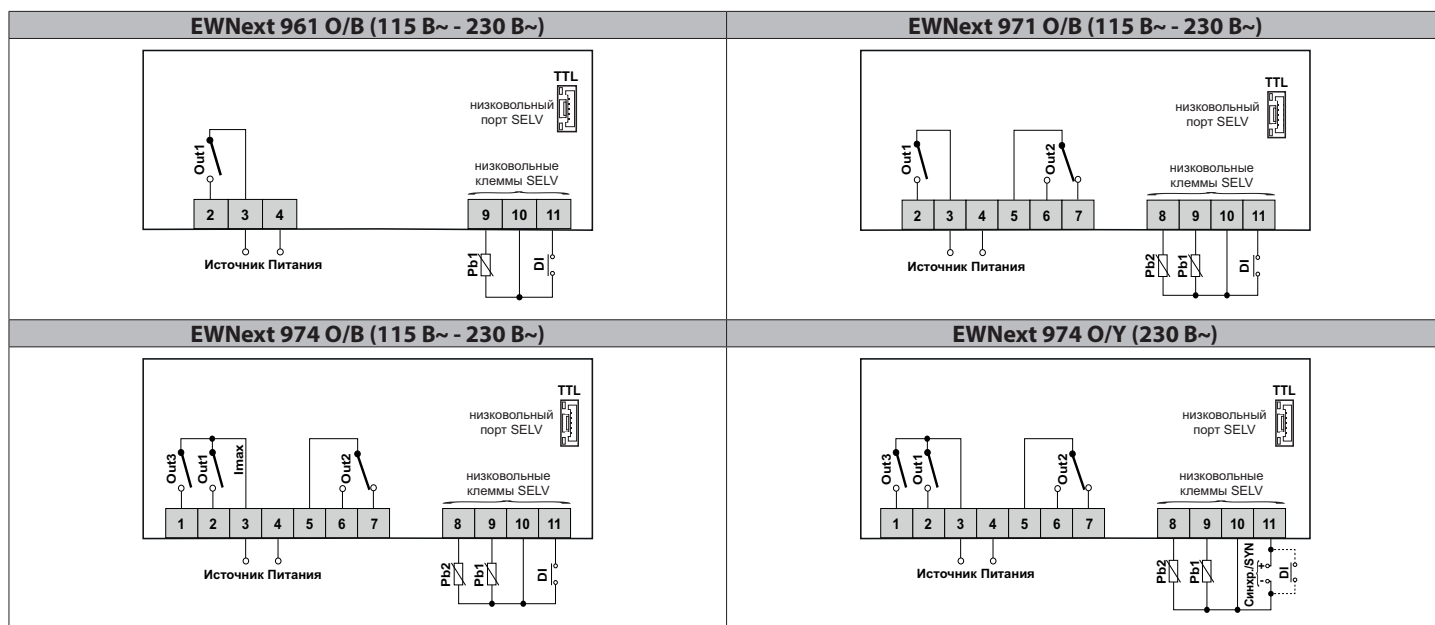 EWNext 961 O/B (115 В~ - 230 В~)
TTL
низковольный
порт SELV
Out1
низковольные
клеммы SELV
2 3 4 9 10 11
Источник Питания
Pb1
DI
EWNext 971 O/B (115 В~ - 230 В~)
TTL
низковольный
порт SELV
Out1
Out2
низковольные
клеммы SELV
2 3 4 5 6 7 8 9 10 11
Источник Питания
Pb2
Pb1
DI
EWNext 974 O/B (115 В~ - 230 В~)
TTL
низковольный
порт SELV
Out3
Out1
Imax
Out2
низковольные
клеммы SELV
1 2 3 4 5 6 7 8 9 10 11
Источник Питания
Pb2
Pb1
DI
EWNext 974 O/Y (230 В~)
TTL
низковольный
порт SELV
Out3
Out1
Out2
низковольные
клеммы SELV
1 2 3 4 5 6 7 8 9 10 11
Источник Питания
Pb2
Pb1
Синхр./SYN
+
-
DI